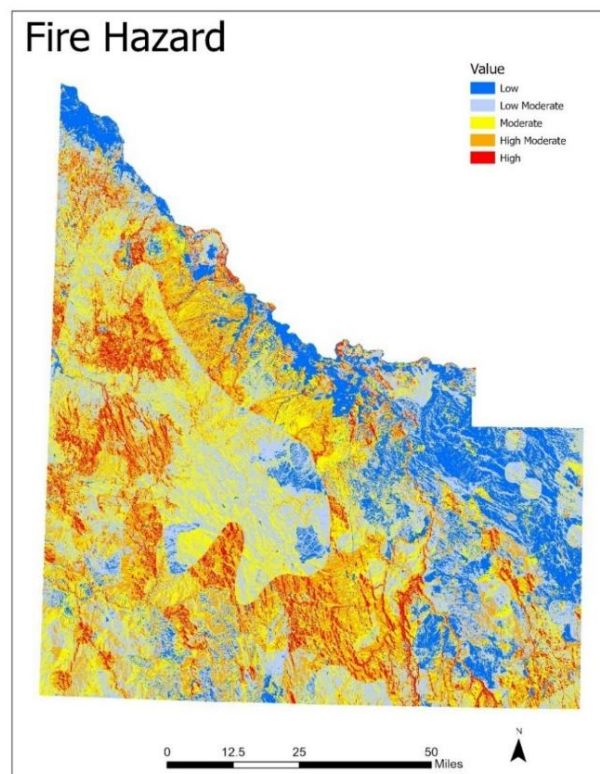 Fire Hazard
Value
Low
Low Moderate
Moderate
High Moderate
High
N
0 12.5 25 50
Miles